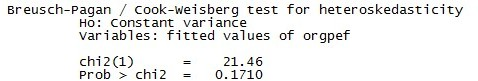 Breusch-Pagan / Cook-Weisberg test for heteroskedasticity
Ho: Constant variance
Variables: fitted values of orgpef
chi2(1) = 21.46
Prob > chi2 = 0.1710